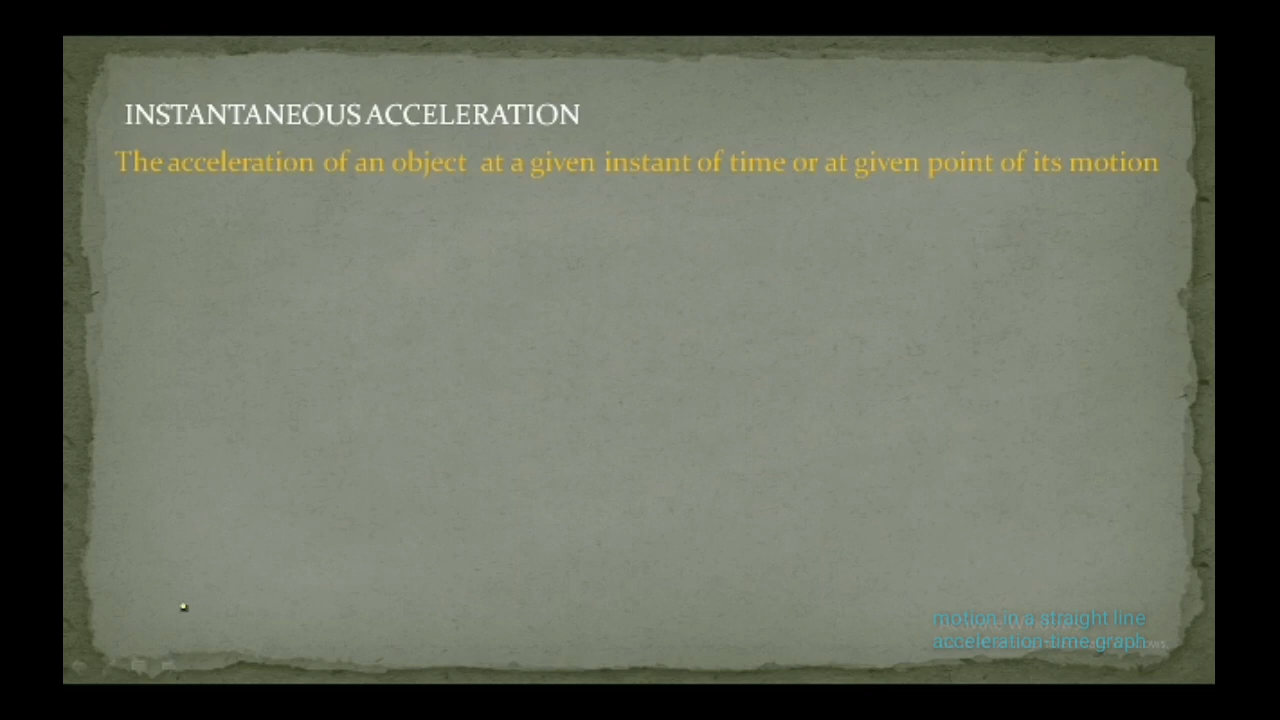 INSTANTANEOUS ACCELERATION
The acceleration of an object at a given instant of time or at given point of its motion
motion in a straight line
acceleration-time graph